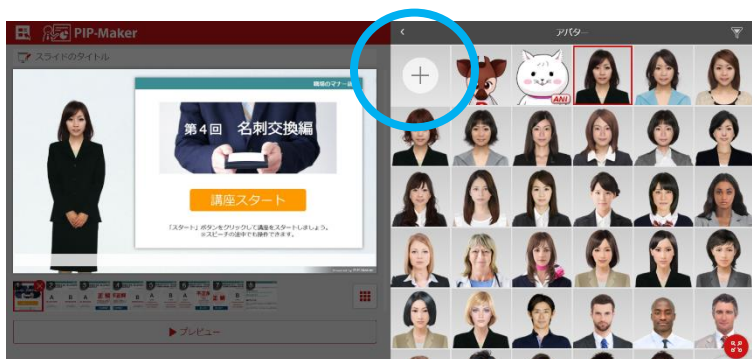 PIP-Maker
スライドのタイトル
職場のマナー
第4回 名刺交換編
講座スタート
「スタート」ボタンをクリックして講座をスタートしましょう。
※スピーチの途中でも操作できます。
▶プレビュー
アバター
ANI